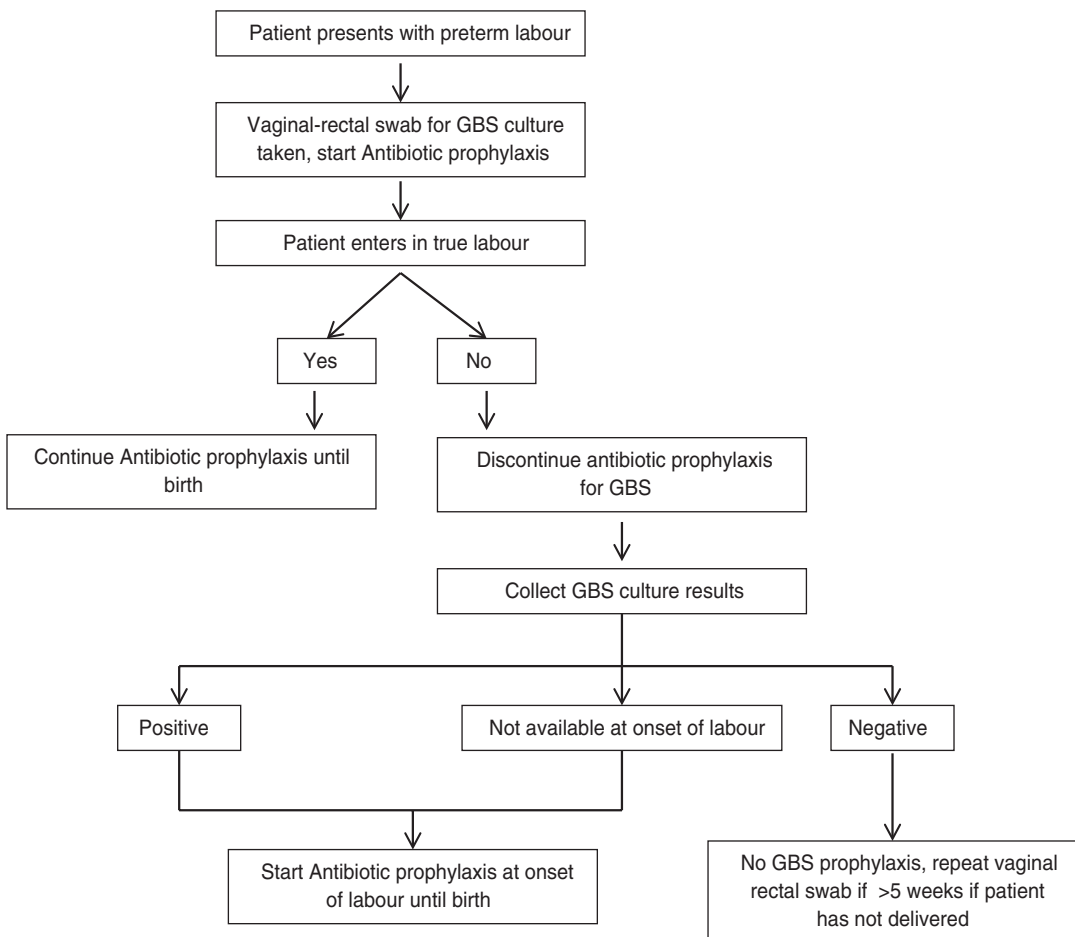 Patient presents with preterm labour
Vaginal-rectal swab for GBS culture
taken, start Antibiotic prophylaxis
Patient enters in true labour
Yes
No
Continue Antibiotic prophylaxis until
birth
Discontinue antibiotic prophylaxis
for GBS
Collect GBS culture results
Positive
Not available at onset of labour
Negative
Start Antibiotic prophylaxis at onset
of labour until birth
No GBS prophylaxis, repeat vaginal
rectal swab if >5 weeks if patient
has not delivered